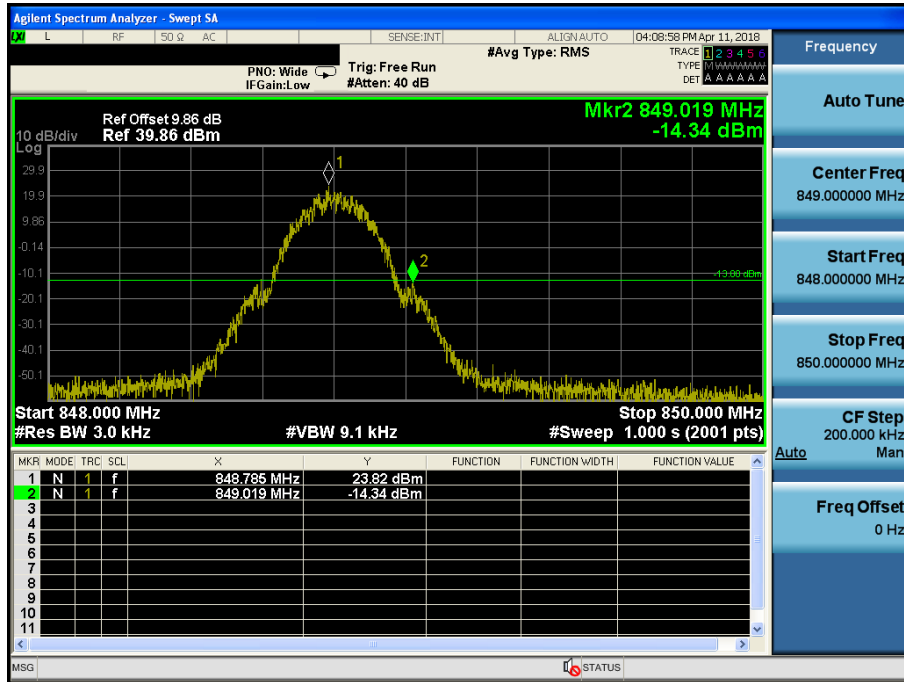 Agilent Spectrum Analyzer - Swept SA
LXI L RF 50 Ω AC SENSE:INT ALIGN AUTO 04:08:58 PM Apr 11, 2018
#Avg Type: RMS
TRACE 1 2 3 4 5 6
TYPE M W W W W W
DET A A A A A A
PNO: Wide
IFGain:Low
Trig: Free Run
#Atten: 40 dB
Mkr2 849.019 MHz
-14.34 dBm
Ref Offset 9.86 dB
10 dB/div Ref 39.86 dBm
Log
1
29.9
19.9
9.86
-0.14
2
-10.1
-13.00 dBm
-20.1
-30.1
-40.1
-50.1
Start 848.000 MHz Stop 850.000 MHz
#Res BW 3.0 kHz #VBW 9.1 kHz #Sweep 1.000 s (2001 pts)
MKR MODE TRC SCL X Y FUNCTION FUNCTION WIDTH FUNCTION VALUE
1 N 1 f 848.785 MHz 23.82 dBm
2 N 1 f 849.019 MHz -14.34 dBm
3
4
5
6
7
8
9
10
11
MSG STATUS
Frequency
Auto Tune
Center Freq
849.000000 MHz
Start Freq
848.000000 MHz
Stop Freq
850.000000 MHz
CF Step
200.000 kHz
Auto Man
Freq Offset
0 Hz